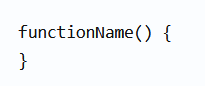 functionName() {
}